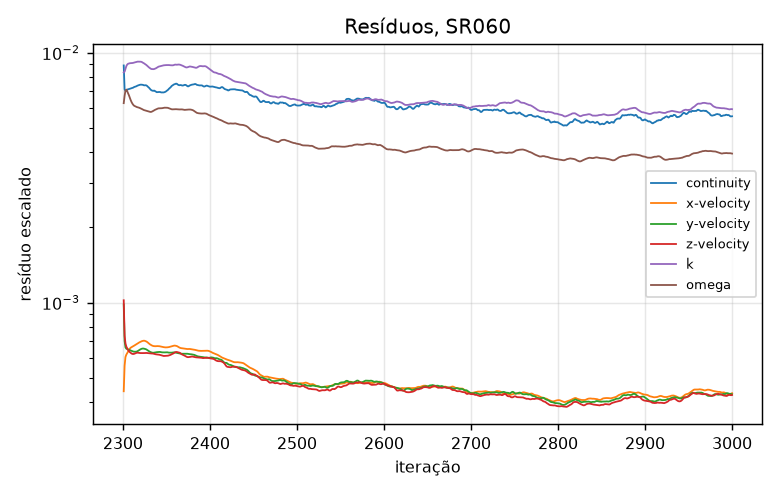 Resíduos, SR060
resíduo escalado
10⁻²
10⁻³
continuity
x-velocity
y-velocity
z-velocity
k
omega
2300 2400 2500 2600 2700 2800 2900 3000
iteração